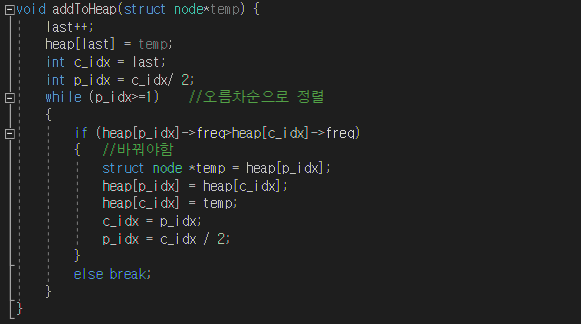 void addToHeap(struct node*temp) {
last++;
heap[last] = temp;
int c_idx = last;
int p_idx = c_idx/ 2;
while (p_idx>=1) //오름차순으로 정렬
{
if (heap[p_idx]->freq>heap[c_idx]->freq)
{ //바꿔야함
struct node *temp = heap[p_idx];
heap[p_idx] = heap[c_idx];
heap[c_idx] = temp;
c_idx = p_idx;
p_idx = c_idx / 2;
}
else break;
}
}